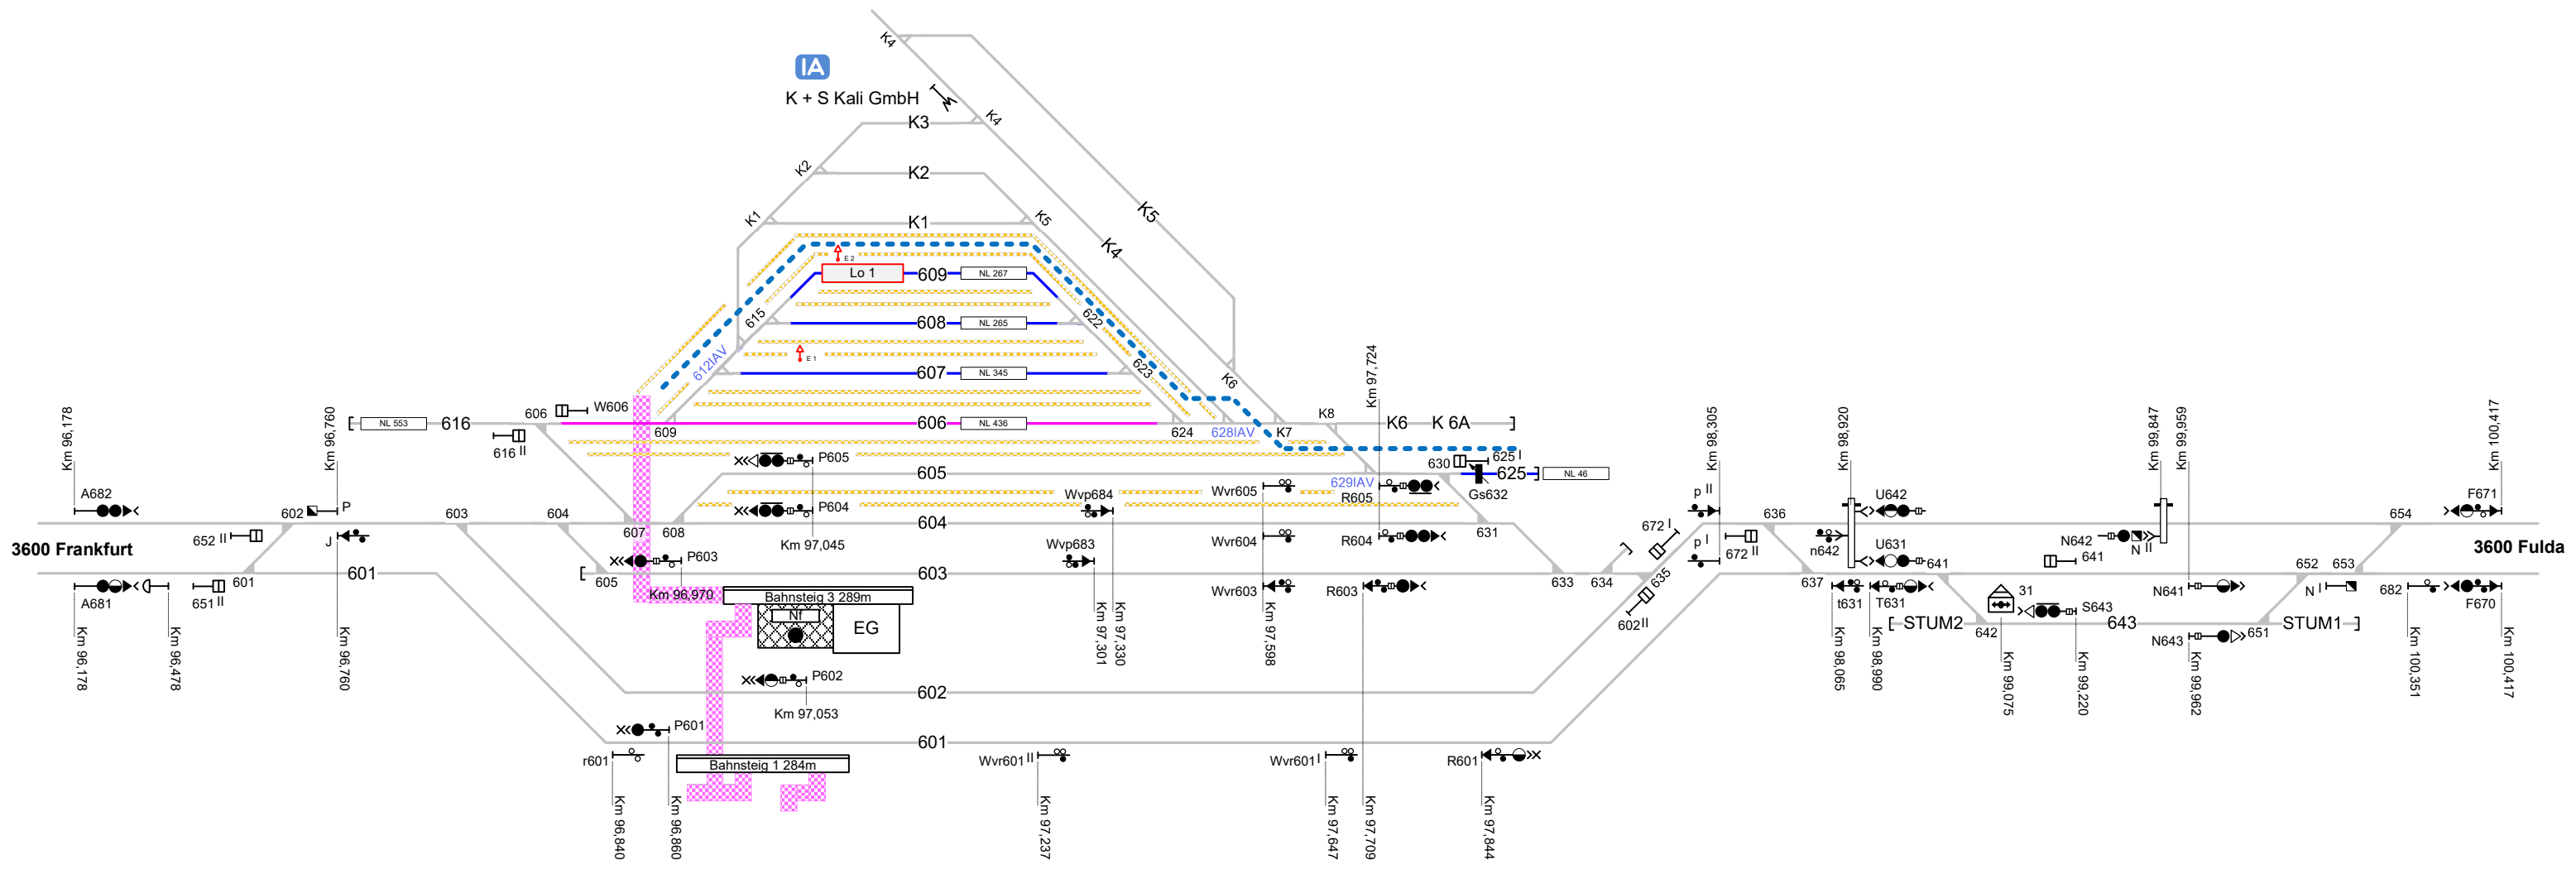 K4
IA
K + S Kali GmbH
K4
K3
K2
K2
K5
K1
K1
K5
K4
E 2
Lo 1
609
NL 267
615
608
NL 265
622
612IAV
E 1
607
NL 345
623
K6
Km 97,724
Km 96,178
Km 96,760
NL 553
616
606
W606
616 II
609
606
NL 436
624
628IAV
K7
K8
K6
K 6A
Km 98,305
Km 98,920
Km 99,847
Km 99,959
Km 100,417
P605
605
630
625 I
625
NL 46
629IAV
Gs632
A682
602
P
603
604
P604
Wvp684
Wvr605
R605
p II
U642
F671
3600 Frankfurt
652 II
J
607
608
604
Km 97,045
Wvr604
R604
631
672 I
672 II
636
n642
N642
N II
654
3600 Fulda
P603
Wvp683
p I
U631
641
641
601
601
605
603
633
634
635
637
652
653
A681
651 II
Km 96,970
Bahnsteig 3 289m
Wvr603
R603
602 II
t631
T631
31
S643
N641
N I
682
F670
Nf
EG
STUM2
642
643
N643
651
STUM1
Km 96,178
Km 96,478
Km 96,760
Km 97,301
Km 97,330
Km 97,598
Km 98,065
Km 98,990
Km 99,075
Km 99,220
Km 99,962
Km 100,351
Km 100,417
P602
602
Km 97,053
P601
601
r601
Bahnsteig 1 284m
Wvr601 II
Wvr601 I
R601
Km 96,840
Km 96,860
Km 97,237
Km 97,647
Km 97,709
Km 97,844